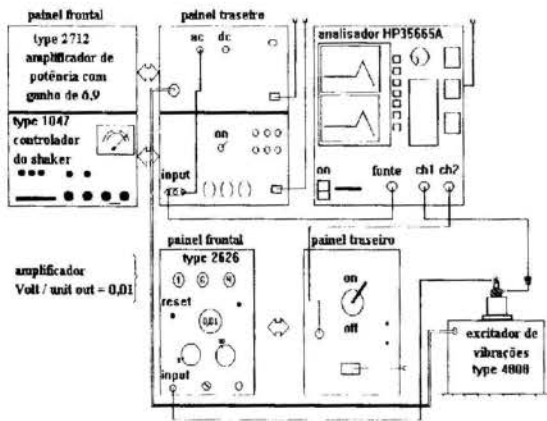 painel frontal
painel traseiro
type 2712
amplificador de
potência com
ganho de 6,9
ac dc
analisador HP35665A
type 1047
controlador
do shaker
on
input
on
fonte ch1 ch2
painel frontal
painel traseiro
type 2626
amplificador
Volt / unit out = 0,01
reset
0,01
input
on
off
excitador de
vibrações
type 4808